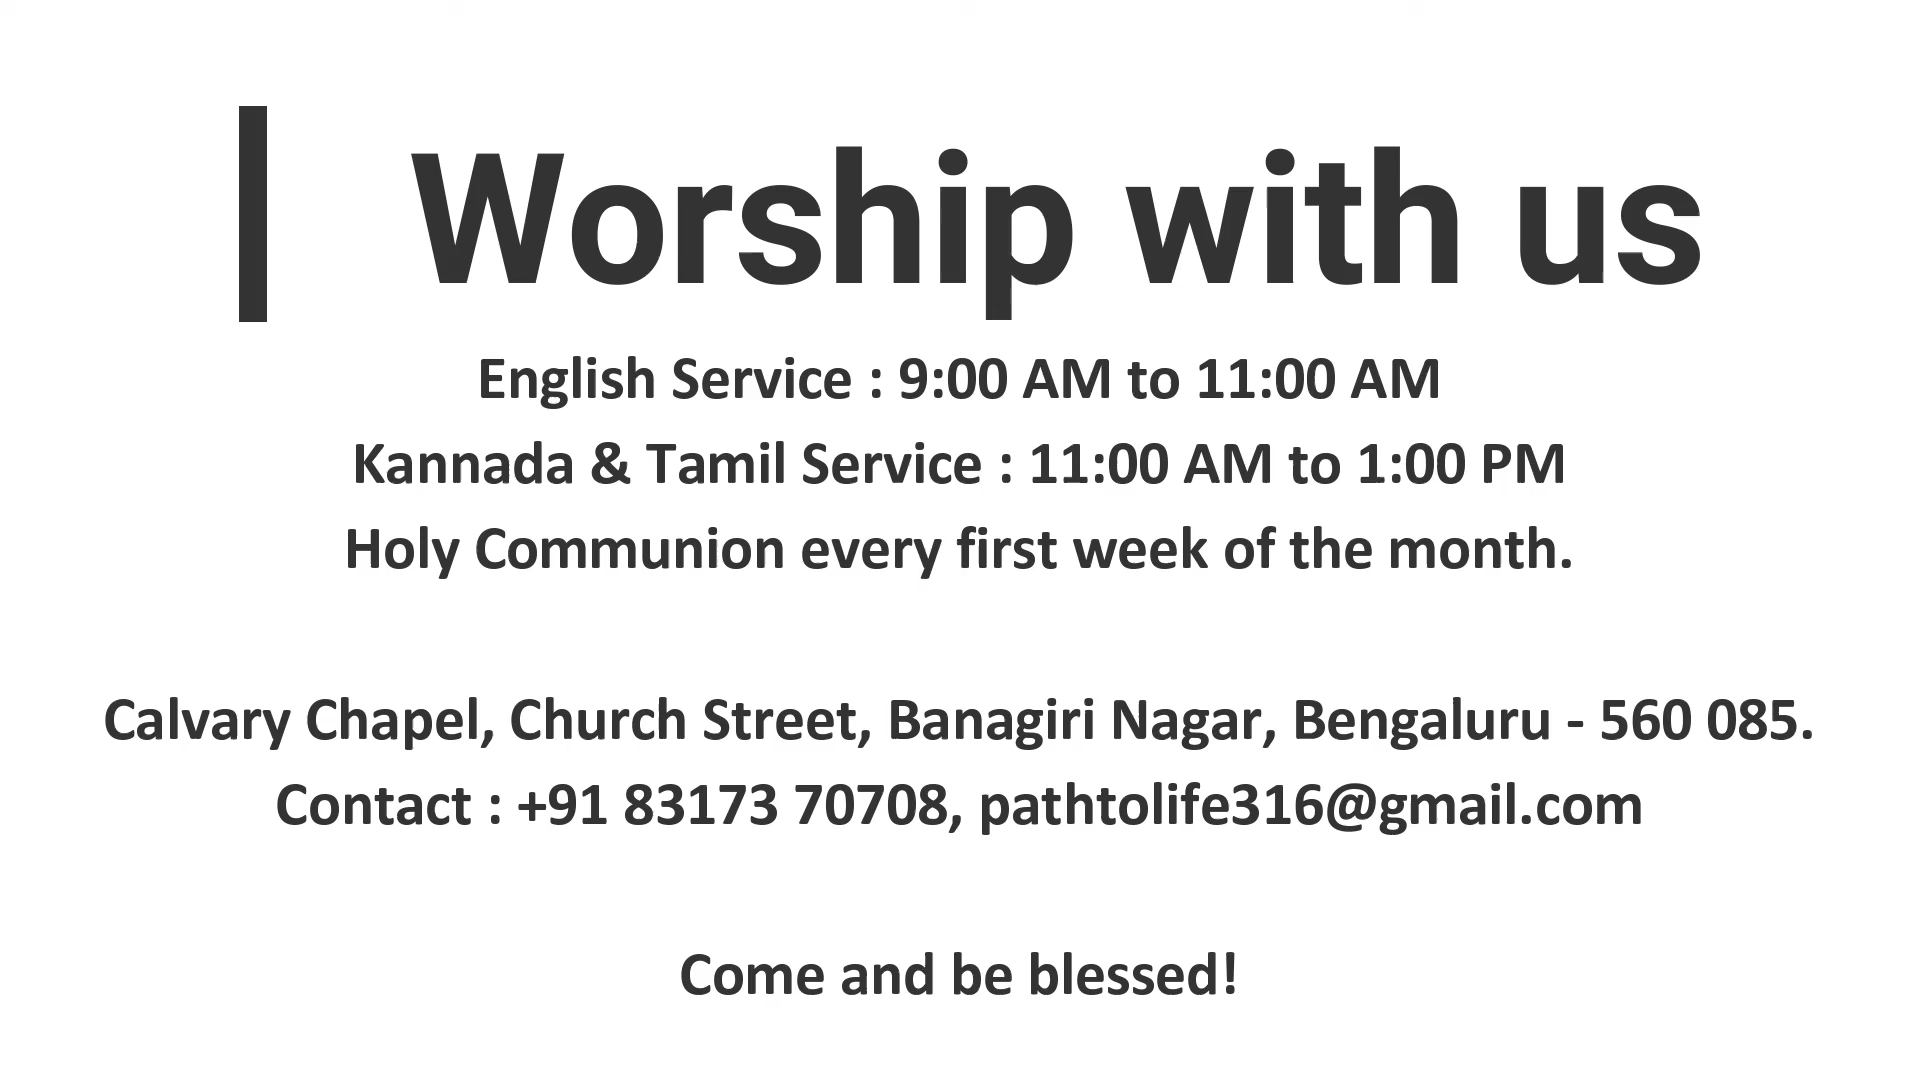 Worship with us
English Service : 9:00 AM to 11:00 AM
Kannada & Tamil Service : 11:00 AM to 1:00 PM
Holy Communion every first week of the month.
Calvary Chapel, Church Street, Banagiri Nagar, Bengaluru - 560 085.
Contact : +91 83173 70708, pathtolife316@gmail.com
Come and be blessed!